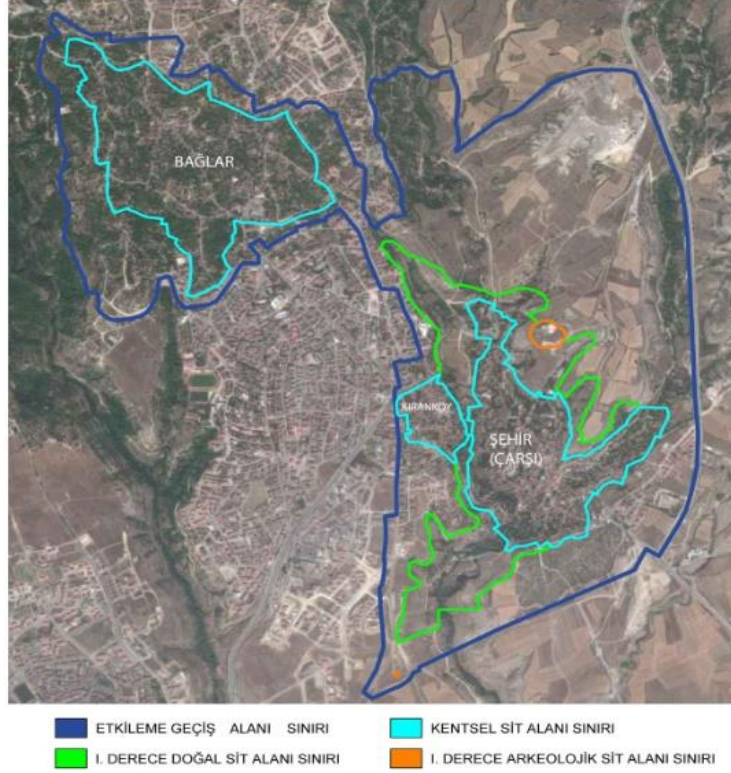 BAĞLAR
KIRANKÖY
ŞEHİR
(ÇARŞI)
ETKİLEME GEÇİŞ ALANI SINIRI
KENTSEL SİT ALANI SINIRI
I. DERECE DOĞAL SİT ALANI SINIRI
I. DERECE ARKEOLOJİK SİT ALANI SINIRI